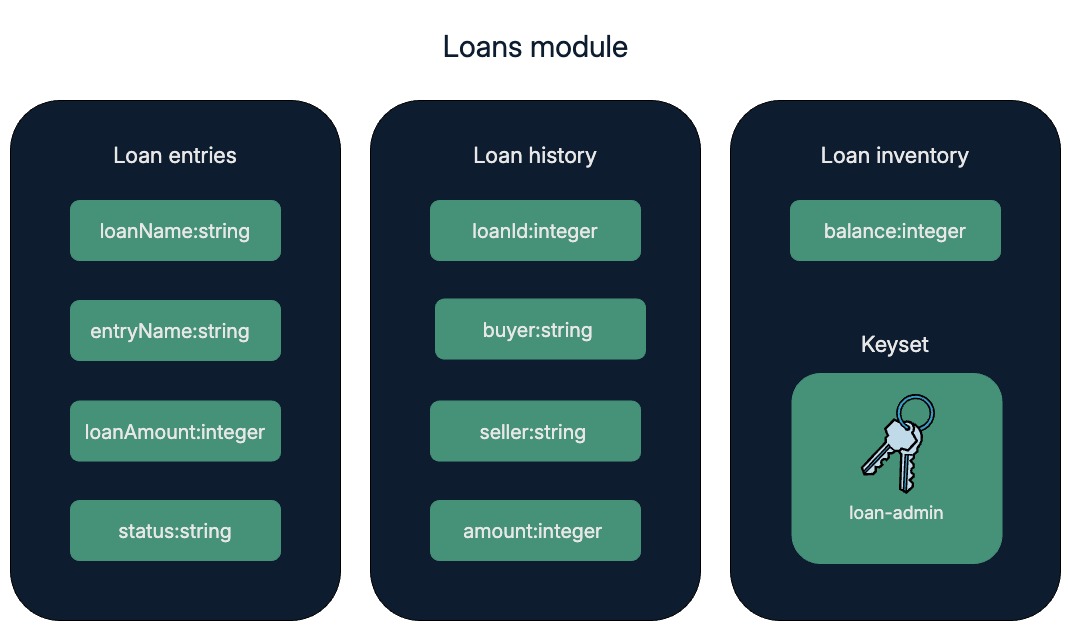 Loans module
Loan entries
loanName:string
entryName:string
loanAmount:integer
status:string
Loan history
loanId:integer
buyer:string
seller:string
amount:integer
Loan inventory
balance:integer
Keyset
loan-admin